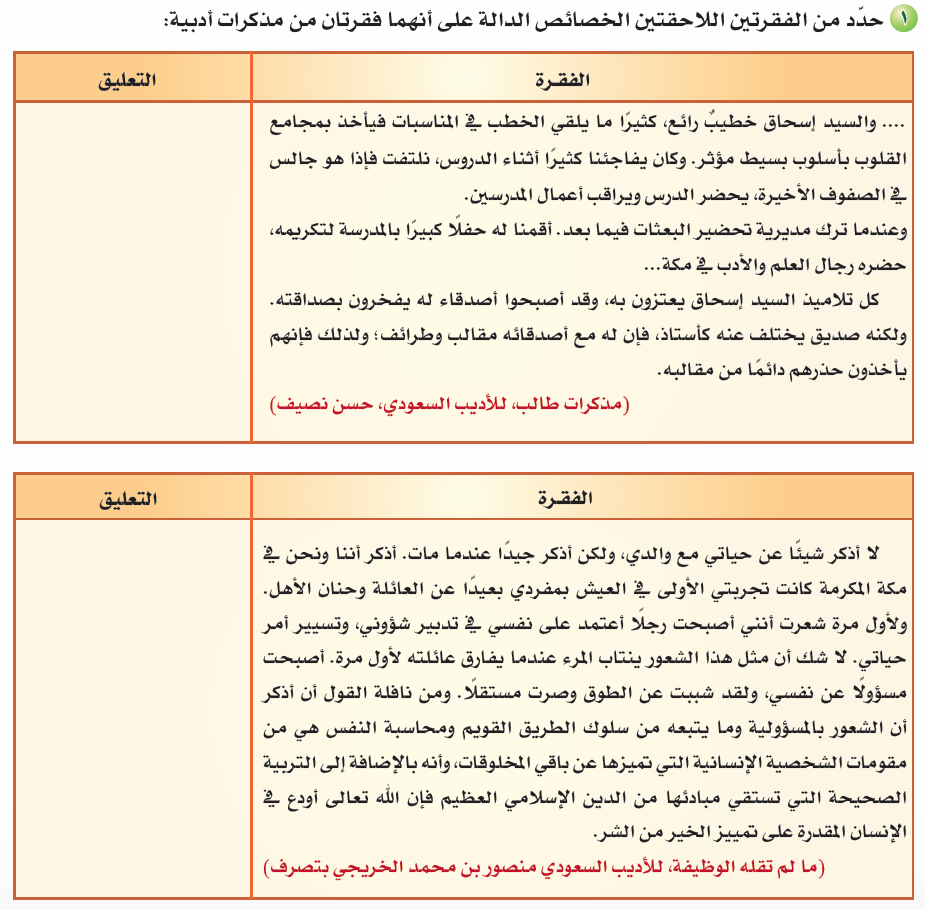 ١ حدّد من الفقرتين اللاحقتين الخصائص الدالة على أنهما فقرتان من مذكرات أدبية:
الفقـرة
التعليق
.... والسيد إسحاق خطيبٌ رائع، كثيرًا ما يلقي الخطب في المناسبات فيأخذ بمجامع
القلوب بأسلوب بسيط مؤثر. وكان يفاجئنا كثيرًا أثناء الدروس، نلتفت فإذا هو جالس
في الصفوف الأخيرة، يحضر الدرس ويراقب أعمال المدرسين.
وعندما ترك مديرية تحضير البعثات فيما بعد. أقمنا له حفلًا كبيرًا بالمدرسة لتكريمه،
حضره رجال العلم والأدب في مكة...
كل تلاميذ السيد إسحاق يعتزون به، وقد أصبحوا أصدقاء له يفخرون بصداقته.
ولكنه صديق يختلف عنه كأستاذ، فإن له مع أصدقائه مقالب وطرائف؛ ولذلك فإنهم
يأخذون حذرهم دائمًا من مقالبه.
(مذكرات طالب، للأديب السعودي، حسن نصيف)
الفقـرة
التعليق
لا أذكر شيئًا عن حياتي مع والدي، ولكن أذكر جيدًا عندما مات. أذكر أننا ونحن في
مكة المكرمة كانت تجربتي الأولى في العيش بمفردي بعيدًا عن العائلة وحنان الأهل.
ولأول مرة شعرت أنني أصبحت رجلًا أعتمد على نفسي في تدبير شؤوني، وتسيير أمر
حياتي. لا شك أن مثل هذا الشعور ينتاب المرء عندما يفارق عائلته لأول مرة. أصبحت
مسؤولًا عن نفسي، ولقد شببت عن الطوق وصرت مستقلًا. ومن نافلة القول أن أذكر
أن الشعور بالمسؤولية وما يتبعه من سلوك الطريق القويم ومحاسبة النفس هي من
مقومات الشخصية الإنسانية التي تميزها عن باقي المخلوقات، وأنه بالإضافة إلى التربية
الصحيحة التي تستقي مبادئها من الدين الإسلامي العظيم فإن الله تعالى أودع في
الإنسان المقدرة على تمييز الخير من الشر.
(ما لم تقله الوظيفة، للأديب السعودي منصور بن محمد الخريجي بتصرف)